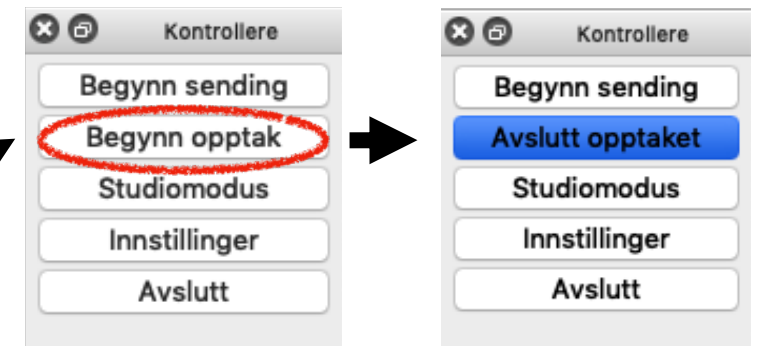 Kontrollere
Begynn sending
Begynn opptak
Studiomodus
Innstillinger
Avslutt
Kontrollere
Begynn sending
Avslutt opptaket
Studiomodus
Innstillinger
Avslutt